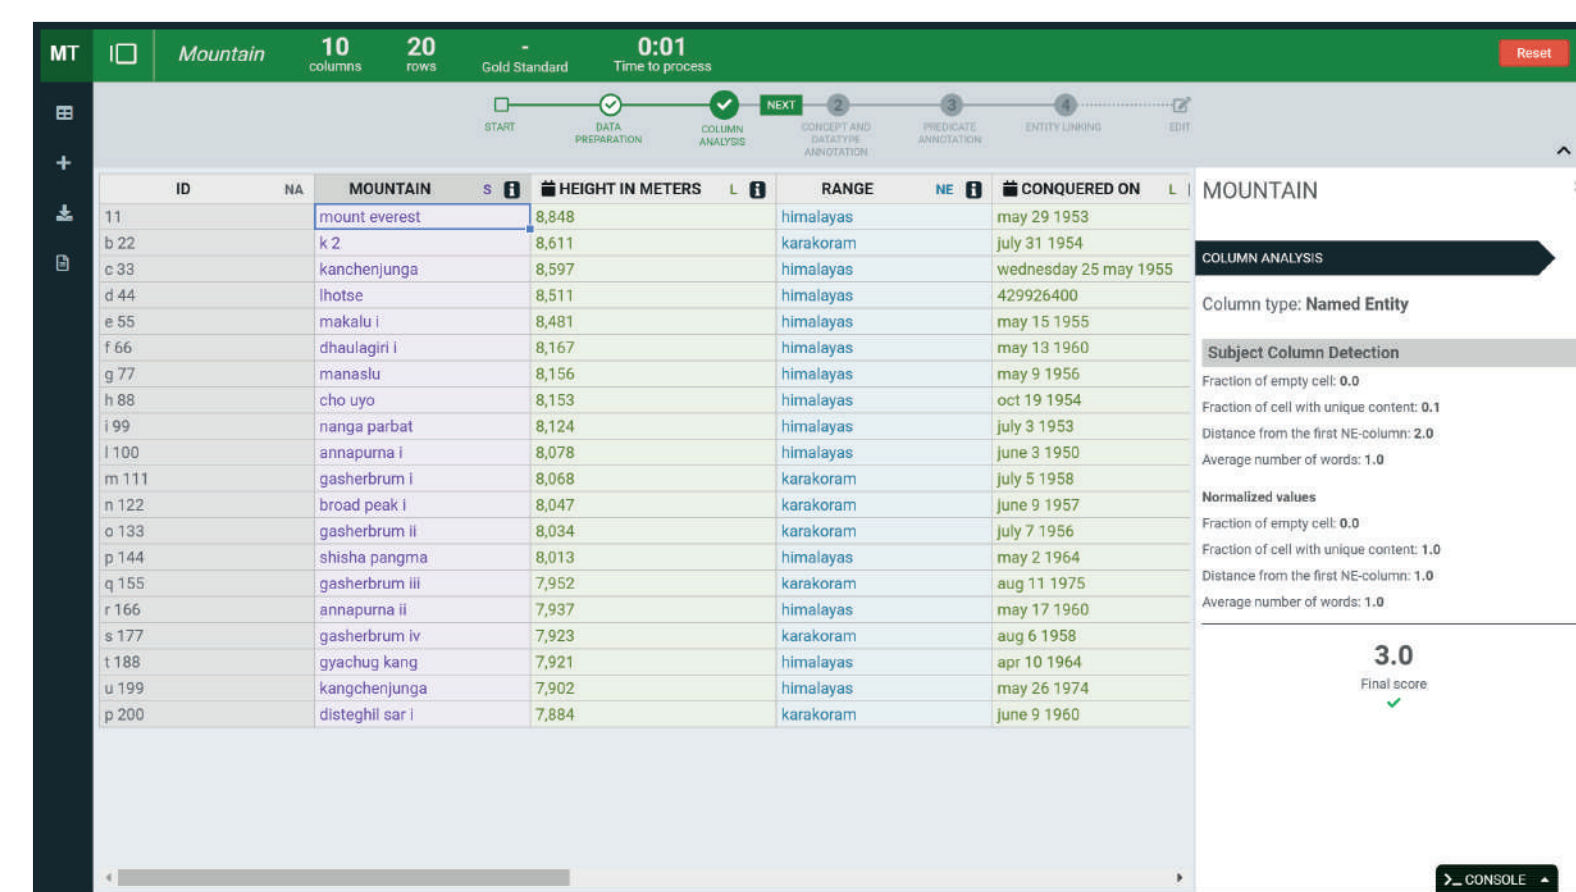 MT Mountain 10 columns 20 rows - Gold Standard 0:01 Time to process Reset
START DATA PREPARATION COLUMN ANALYSIS NEXT 2 CONCEPT AND DATATYPE ANNOTATION 3 PREDICATE ANNOTATION 4 ENTITY LINKING EDIT
ID NA MOUNTAIN S HEIGHT IN METERS L RANGE NE CONQUERED ON L
11 mount everest 8,848 himalayas may 29 1953
b 22 k 2 8,611 karakoram july 31 1954
c 33 kanchenjunga 8,597 himalayas wednesday 25 may 1955
d 44 lhotse 8,511 himalayas 429926400
e 55 makalu i 8,481 himalayas may 15 1955
f 66 dhaulagiri i 8,167 himalayas may 13 1960
g 77 manaslu 8,156 himalayas may 9 1956
h 88 cho uyo 8,153 himalayas oct 19 1954
i 99 nanga parbat 8,124 himalayas july 3 1953
l 100 annapurna i 8,078 himalayas june 3 1950
m 111 gasherbrum i 8,068 karakoram july 5 1958
n 122 broad peak i 8,047 karakoram june 9 1957
o 133 gasherbrum ii 8,034 karakoram july 7 1956
p 144 shisha pangma 8,013 himalayas may 2 1964
q 155 gasherbrum iii 7,952 karakoram aug 11 1975
r 166 annapurna ii 7,937 himalayas may 17 1960
s 177 gasherbrum iv 7,923 karakoram aug 6 1958
t 188 gyachug kang 7,921 himalayas apr 10 1964
u 199 kangchenjunga 7,902 himalayas may 26 1974
p 200 disteghil sar i 7,884 karakoram june 9 1960
MOUNTAIN
COLUMN ANALYSIS
Column type: Named Entity
Subject Column Detection
Fraction of empty cell: 0.0
Fraction of cell with unique content: 0.1
Distance from the first NE-column: 2.0
Average number of words: 1.0
Normalized values
Fraction of empty cell: 0.0
Fraction of cell with unique content: 1.0
Distance from the first NE-column: 1.0
Average number of words: 1.0
3.0
Final score
>_ CONSOLE